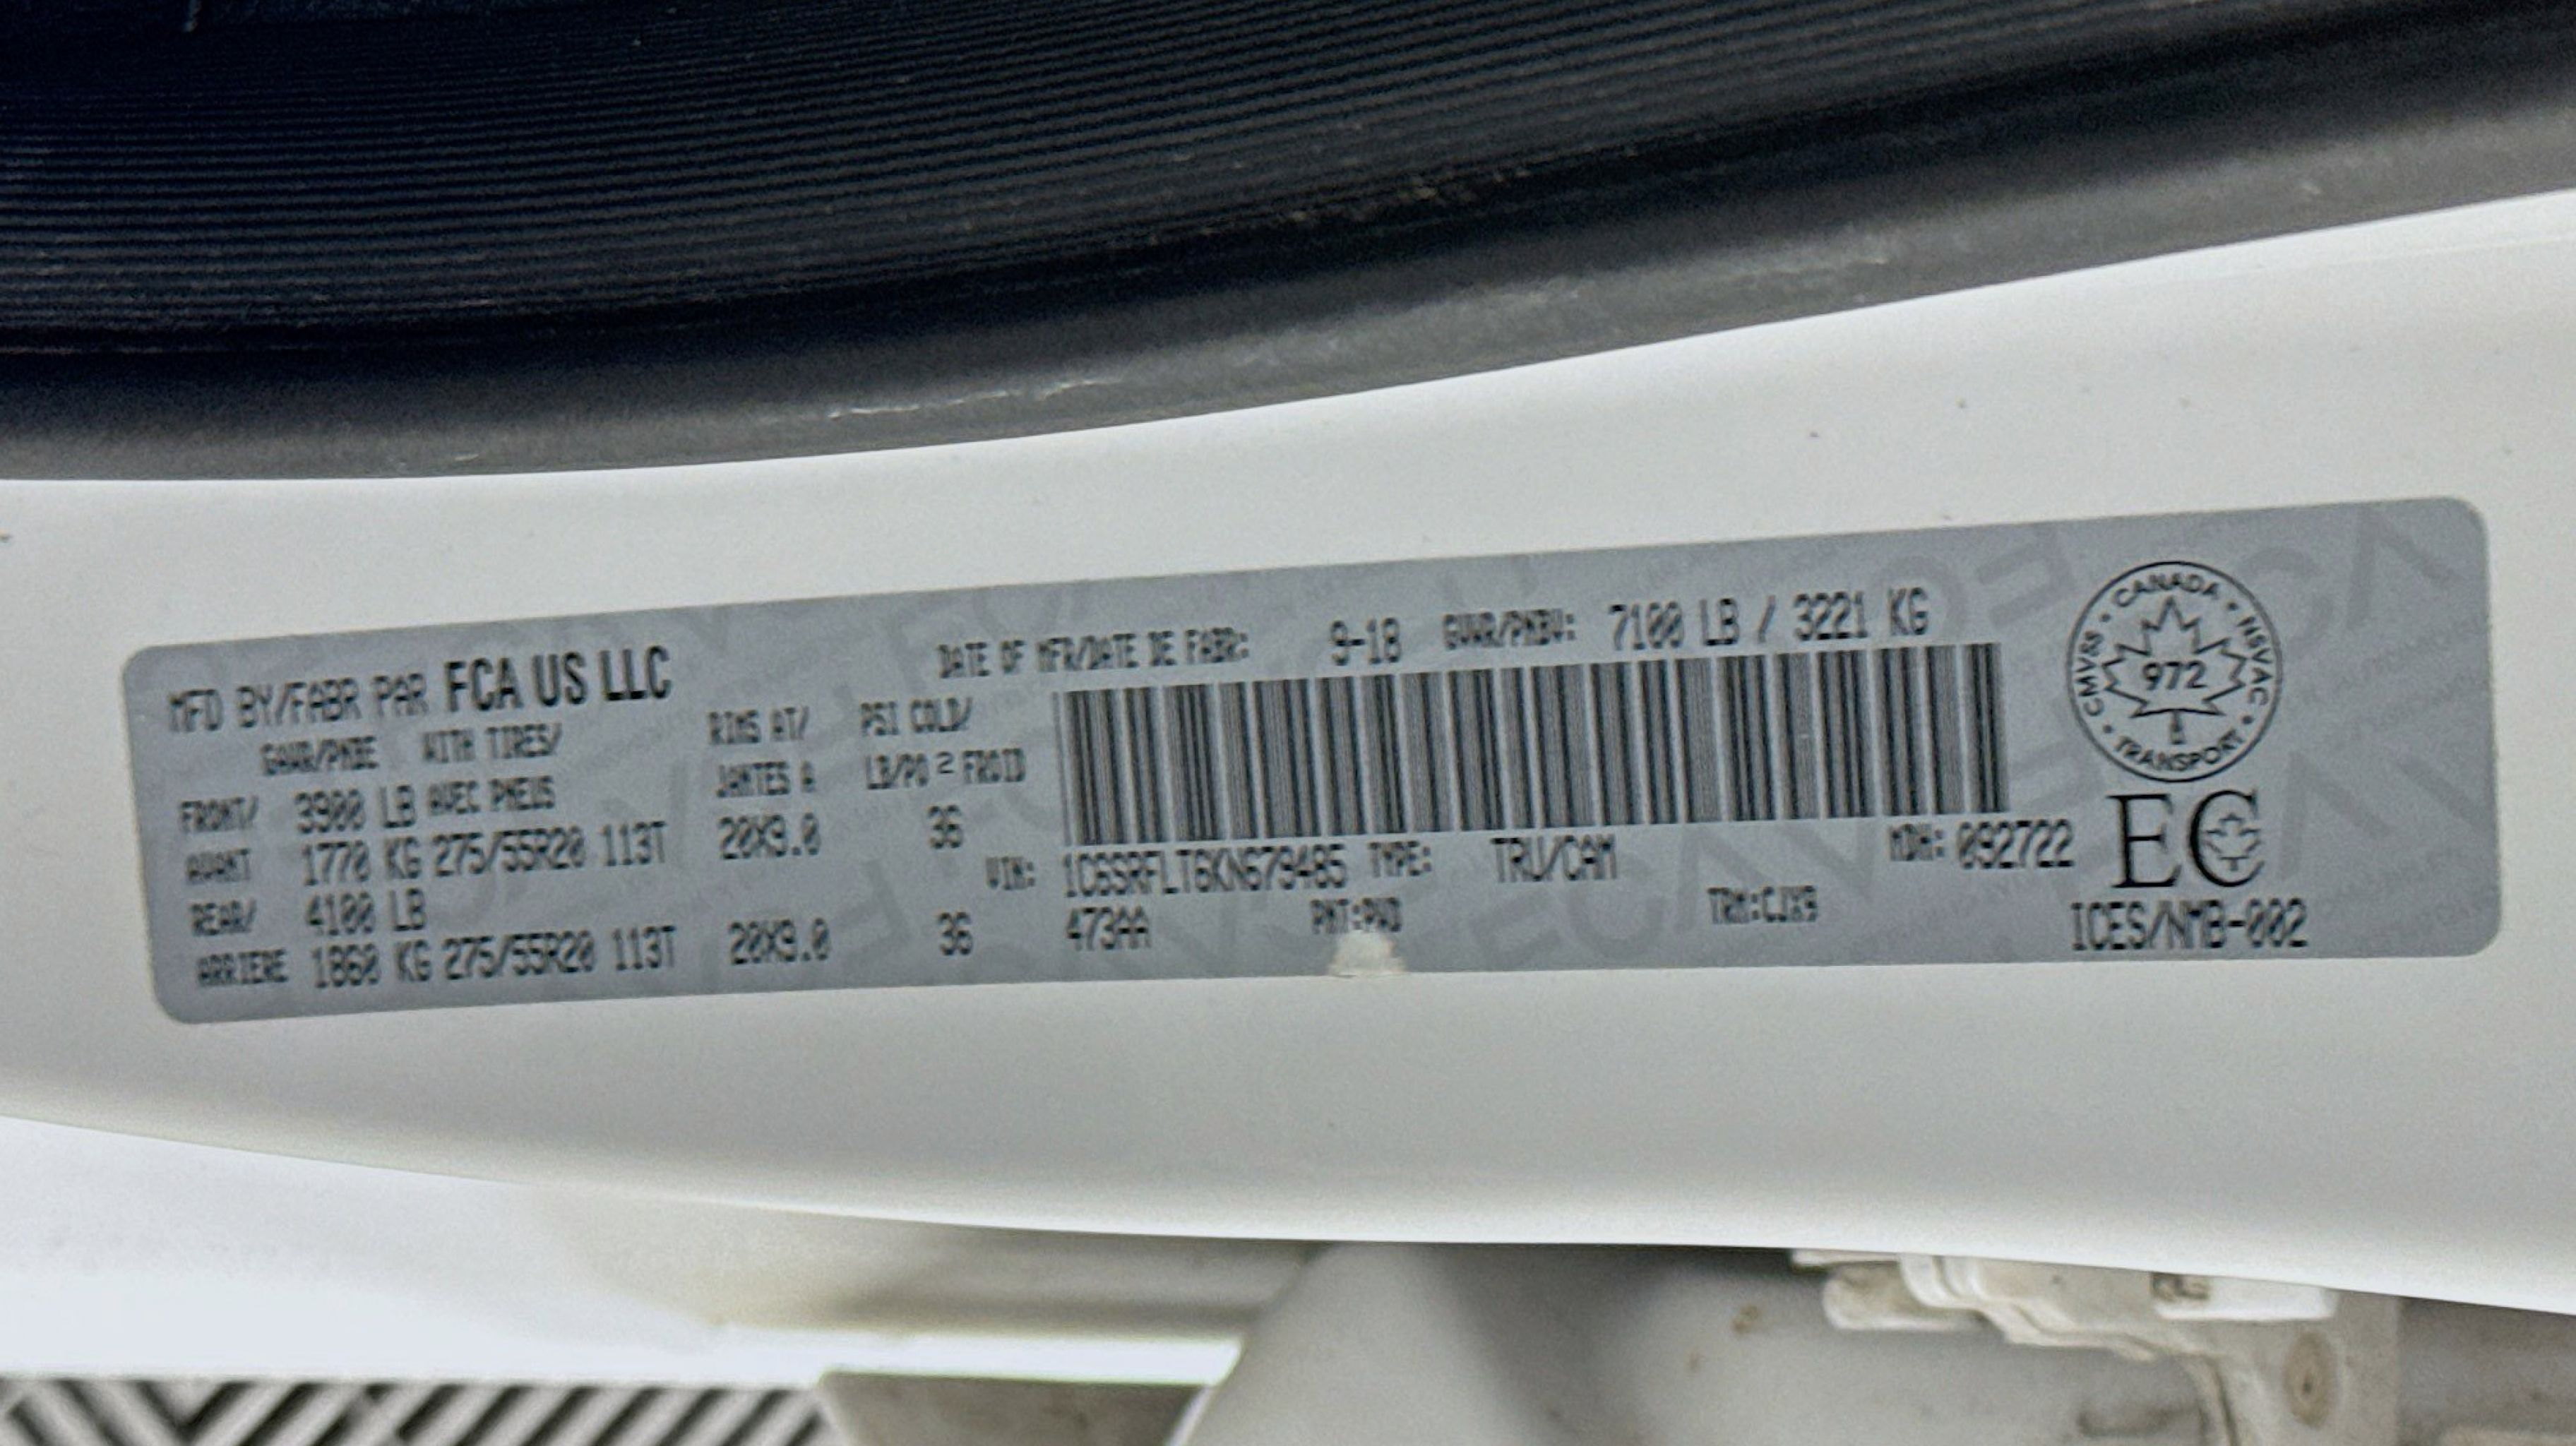 MFD BY/FABR PAR FCA US LLC
DATE OF MFR/DATE DE FABR: 9-18 GVWR/PNBV: 7100 LB / 3221 KG
GAWR/PNBE WITH TIRES/ RIMS AT/ PSI COLD/
FRONT/ 3900 LB AVEC PNEUS JANTES A LB/PO ² FROID
AVANT 1770 KG 275/55R20 113T 20X9.0 36
REAR/ 4100 LB
ARRIERE 1860 KG 275/55R20 113T 20X9.0 36
VIN: 1C6SRFLT6KN679485 TYPE: TRU/CAM MDH: 092722
473AA PNT:PW7 TRM:CJX9
CANADA • NSVAC • TRANSPORT • CMVSS •
972
EC
ICES/NMB-002